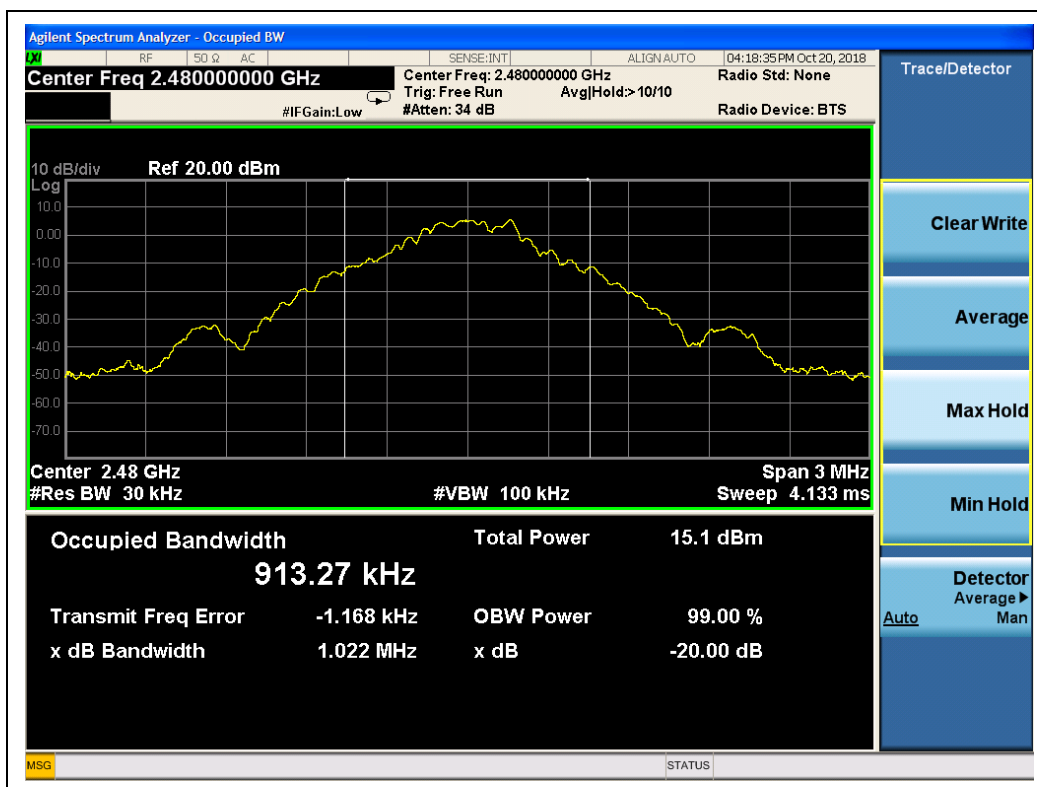 Agilent Spectrum Analyzer - Occupied BW
LXI RF 50 Ω AC SENSE:INT ALIGN AUTO 04:18:35 PM Oct 20, 2018
Center Freq 2.480000000 GHz
Center Freq: 2.480000000 GHz
Radio Std: None
Trig: Free Run Avg|Hold:>10/10
#IFGain:Low
#Atten: 34 dB
Radio Device: BTS
Trace/Detector
10 dB/div Ref 20.00 dBm
Log
10.0
0.00
-10.0
-20.0
-30.0
-40.0
-50.0
-60.0
-70.0
Center 2.48 GHz
Span 3 MHz
#Res BW 30 kHz
#VBW 100 kHz
Sweep 4.133 ms
Clear Write
Average
Max Hold
Min Hold
Detector
Average▶
Auto Man
Occupied Bandwidth
913.27 kHz
Total Power 15.1 dBm
Transmit Freq Error -1.168 kHz
OBW Power 99.00 %
x dB Bandwidth 1.022 MHz
x dB -20.00 dB
MSG
STATUS